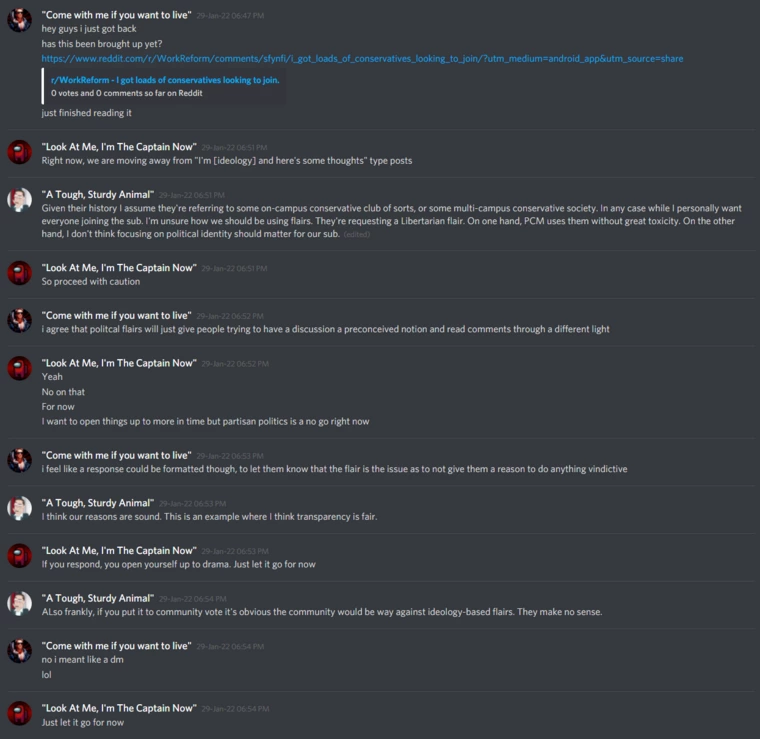 "Come with me if you want to live" 29-Jan-22 06:47 PM
hey guys i just got back
has this been brought up yet?
https://www.reddit.com/r/WorkReform/comments/sfynfi/i_got_loads_of_conservatives_looking_to_join/?utm_medium=android_app&utm_source=share
r/WorkReform - I got loads of conservatives looking to join.
0 votes and 0 comments so far on Reddit
just finished reading it
"Look At Me, I'm The Captain Now" 29-Jan-22 06:51 PM
Right now, we are moving away from "I'm [ideology] and here's some thoughts" type posts
"A Tough, Sturdy Animal" 29-Jan-22 06:51 PM
Given their history I assume they're referring to some on-campus conservative club of sorts, or some multi-campus conservative society. In any case while I personally want
everyone joining the sub. I'm unsure how we should be using flairs. They're requesting a Libertarian flair. On one hand, PCM uses them without great toxicity. On the other
hand, I don't think focusing on political identity should matter for our sub. (edited)
"Look At Me, I'm The Captain Now" 29-Jan-22 06:51 PM
So proceed with caution
"Come with me if you want to live" 29-Jan-22 06:52 PM
i agree that politcal flairs will just give people trying to have a discussion a preconceived notion and read comments through a different light
"Look At Me, I'm The Captain Now" 29-Jan-22 06:52 PM
Yeah
No on that
For now
I want to open things up to more in time but partisan politics is a no go right now
"Come with me if you want to live" 29-Jan-22 06:53 PM
i feel like a response could be formatted though, to let them know that the flair is the issue as to not give them a reason to do anything vindictive
"A Tough, Sturdy Animal" 29-Jan-22 06:53 PM
I think our reasons are sound. This is an example where I think transparency is fair.
"Look At Me, I'm The Captain Now" 29-Jan-22 06:53 PM
If you respond, you open yourself up to drama. Just let it go for now
"A Tough, Sturdy Animal" 29-Jan-22 06:54 PM
ALso frankly, if you put it to community vote it's obvious the community would be way against ideology-based flairs. They make no sense.
"Come with me if you want to live" 29-Jan-22 06:54 PM
no i meant like a dm
lol
"Look At Me, I'm The Captain Now" 29-Jan-22 06:54 PM
Just let it go for now